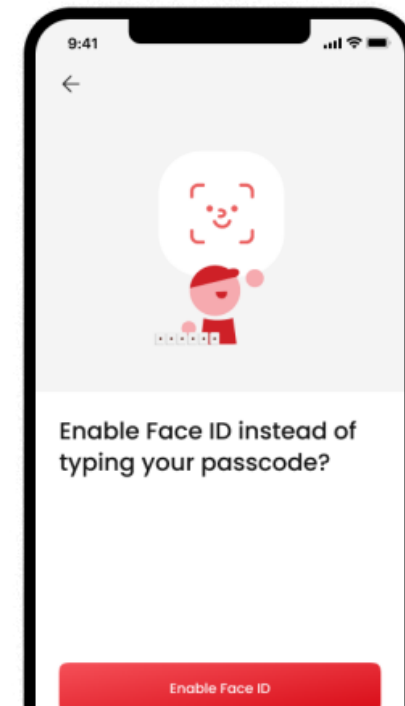 9:41
Enable Face ID instead of
typing your passcode?
Enable Face ID